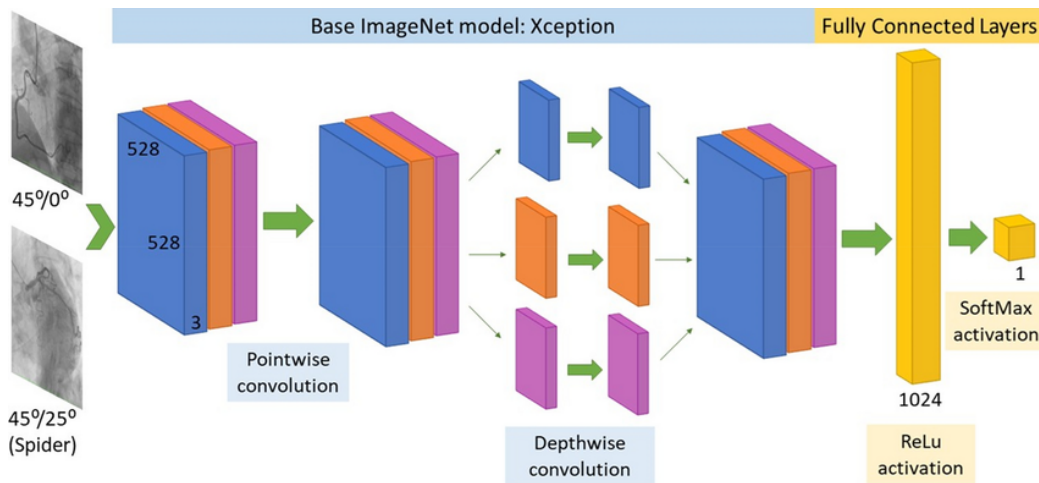 Base ImageNet model: Xception
Fully Connected Layers
528
528
3
45º/0º
45º/25º
(Spider)
Pointwise
convolution
Depthwise
convolution
1024
ReLu
activation
1
SoftMax
activation